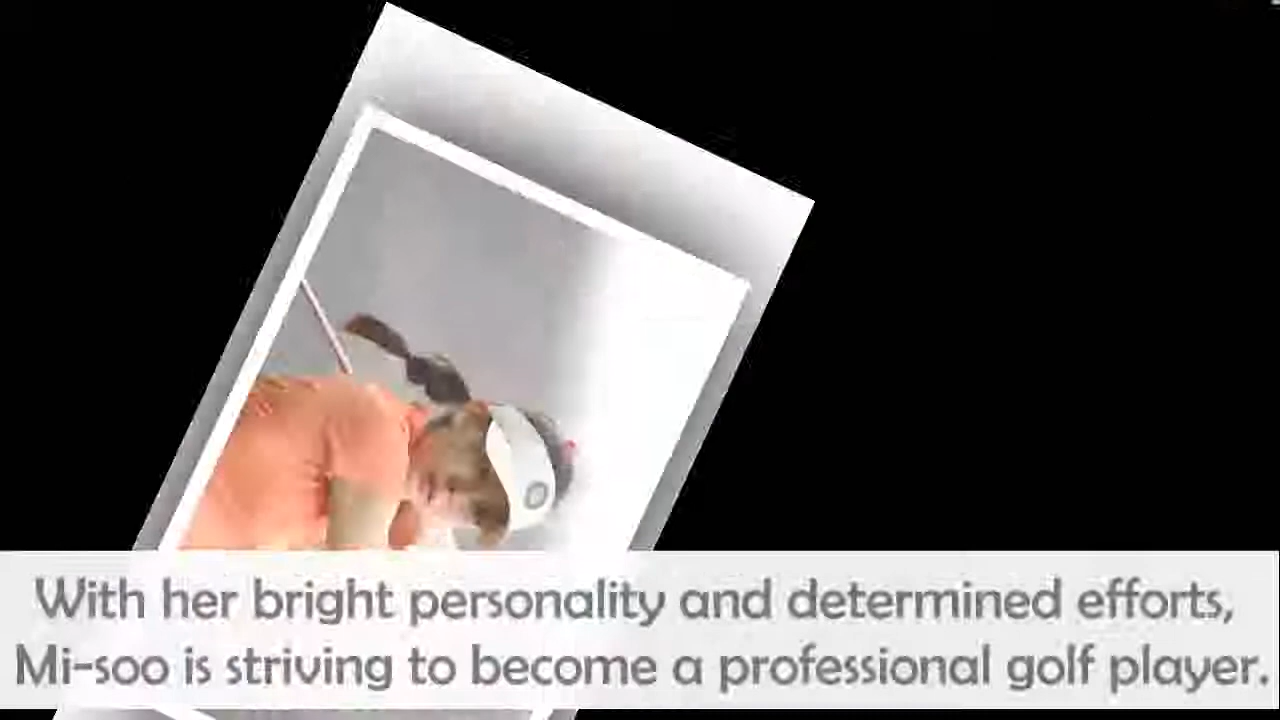 With her bright personality and determined efforts,
Mi-soo is striving to become a professional golf player.